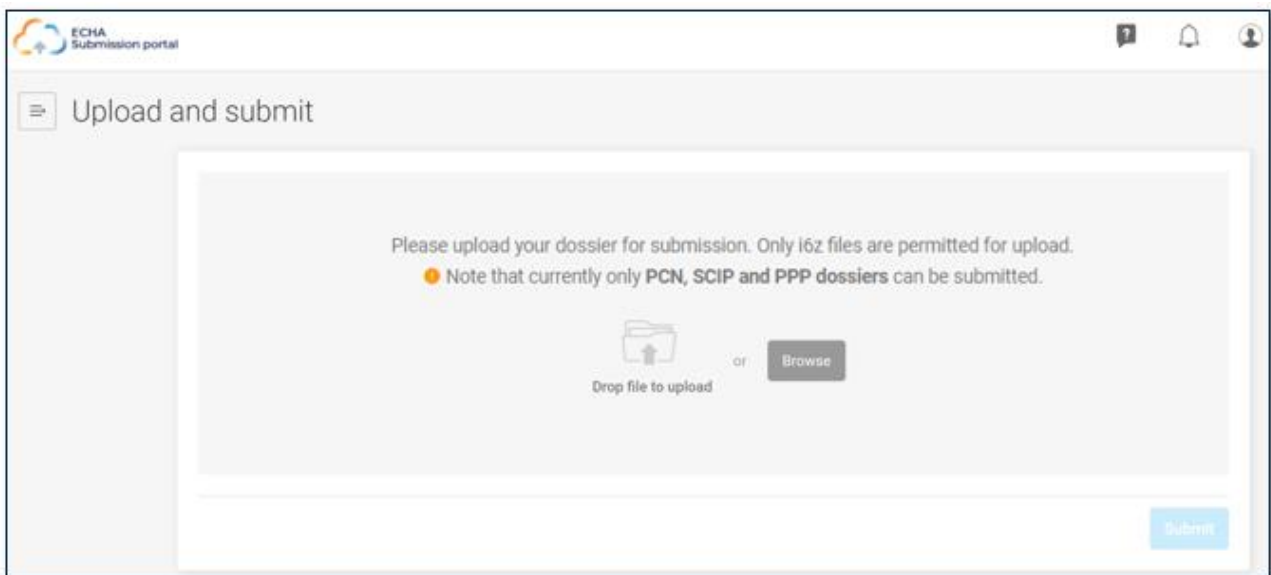 ECHA
Submission portal
Upload and submit
Please upload your dossier for submission. Only i6z files are permitted for upload.
Note that currently only PCN, SCIP and PPP dossiers can be submitted.
or
Browse
Drop file to upload
Submit